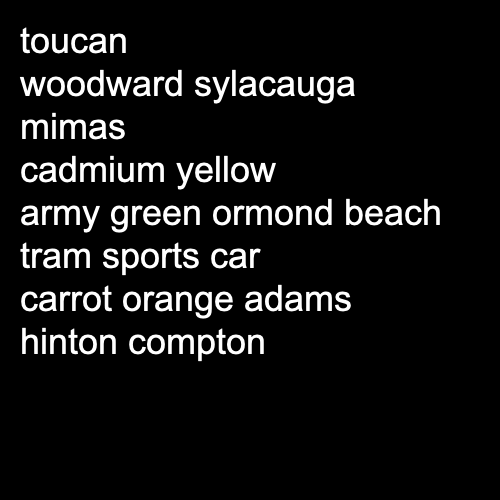 toucan
woodward sylacauga
mimas
cadmium yellow
army green ormond beach
tram sports car
carrot orange adams
hinton compton